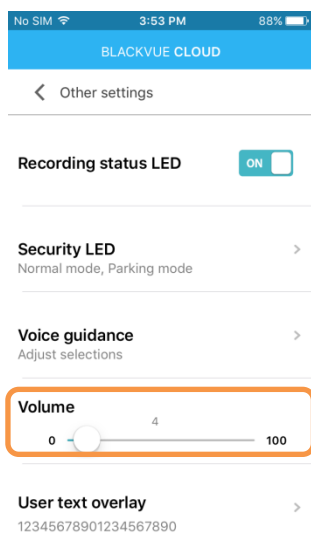 No SIM 3:53 PM 88%
BLACKVUE CLOUD
Other settings
Recording status LED ON
Security LED
Normal mode, Parking mode
Voice guidance
Adjust selections
Volume
4
0 100
User text overlay
12345678901234567890